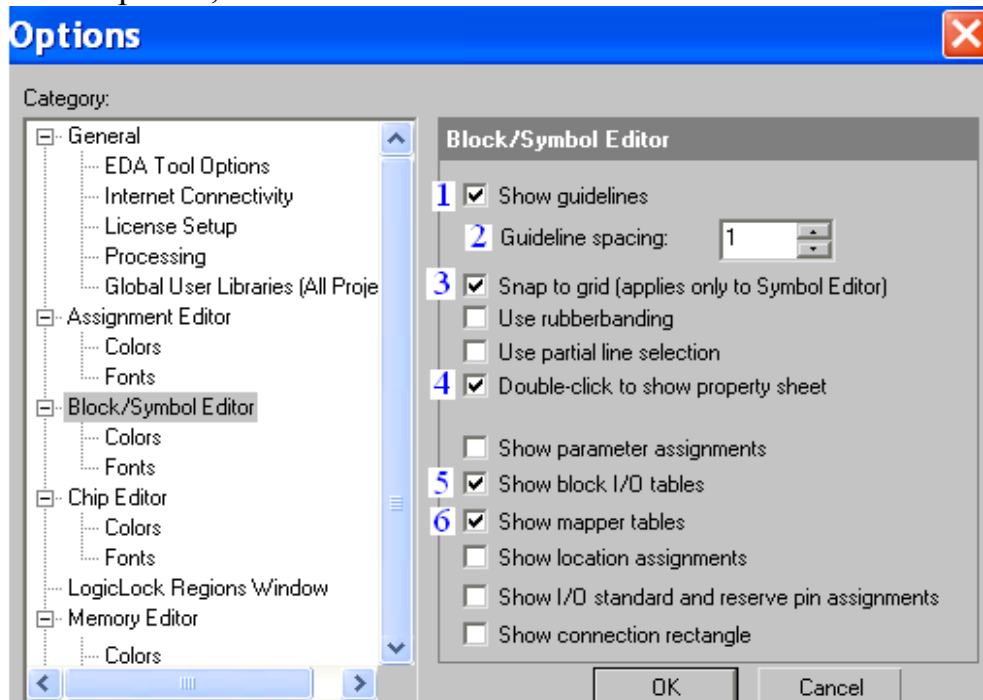 Options
Category:
General
EDA Tool Options
Internet Connectivity
License Setup
Processing
Global User Libraries (All Proje
Assignment Editor
Colors
Fonts
Block/Symbol Editor
Colors
Fonts
Chip Editor
Colors
Fonts
LogicLock Regions Window
Memory Editor
Colors
Block/Symbol Editor
1 Show guidelines
2 Guideline spacing: 1
3 Snap to grid (applies only to Symbol Editor)
Use rubberbanding
Use partial line selection
4 Double-click to show property sheet
Show parameter assignments
5 Show block I/O tables
6 Show mapper tables
Show location assignments
Show I/O standard and reserve pin assignments
Show connection rectangle
OK Cancel